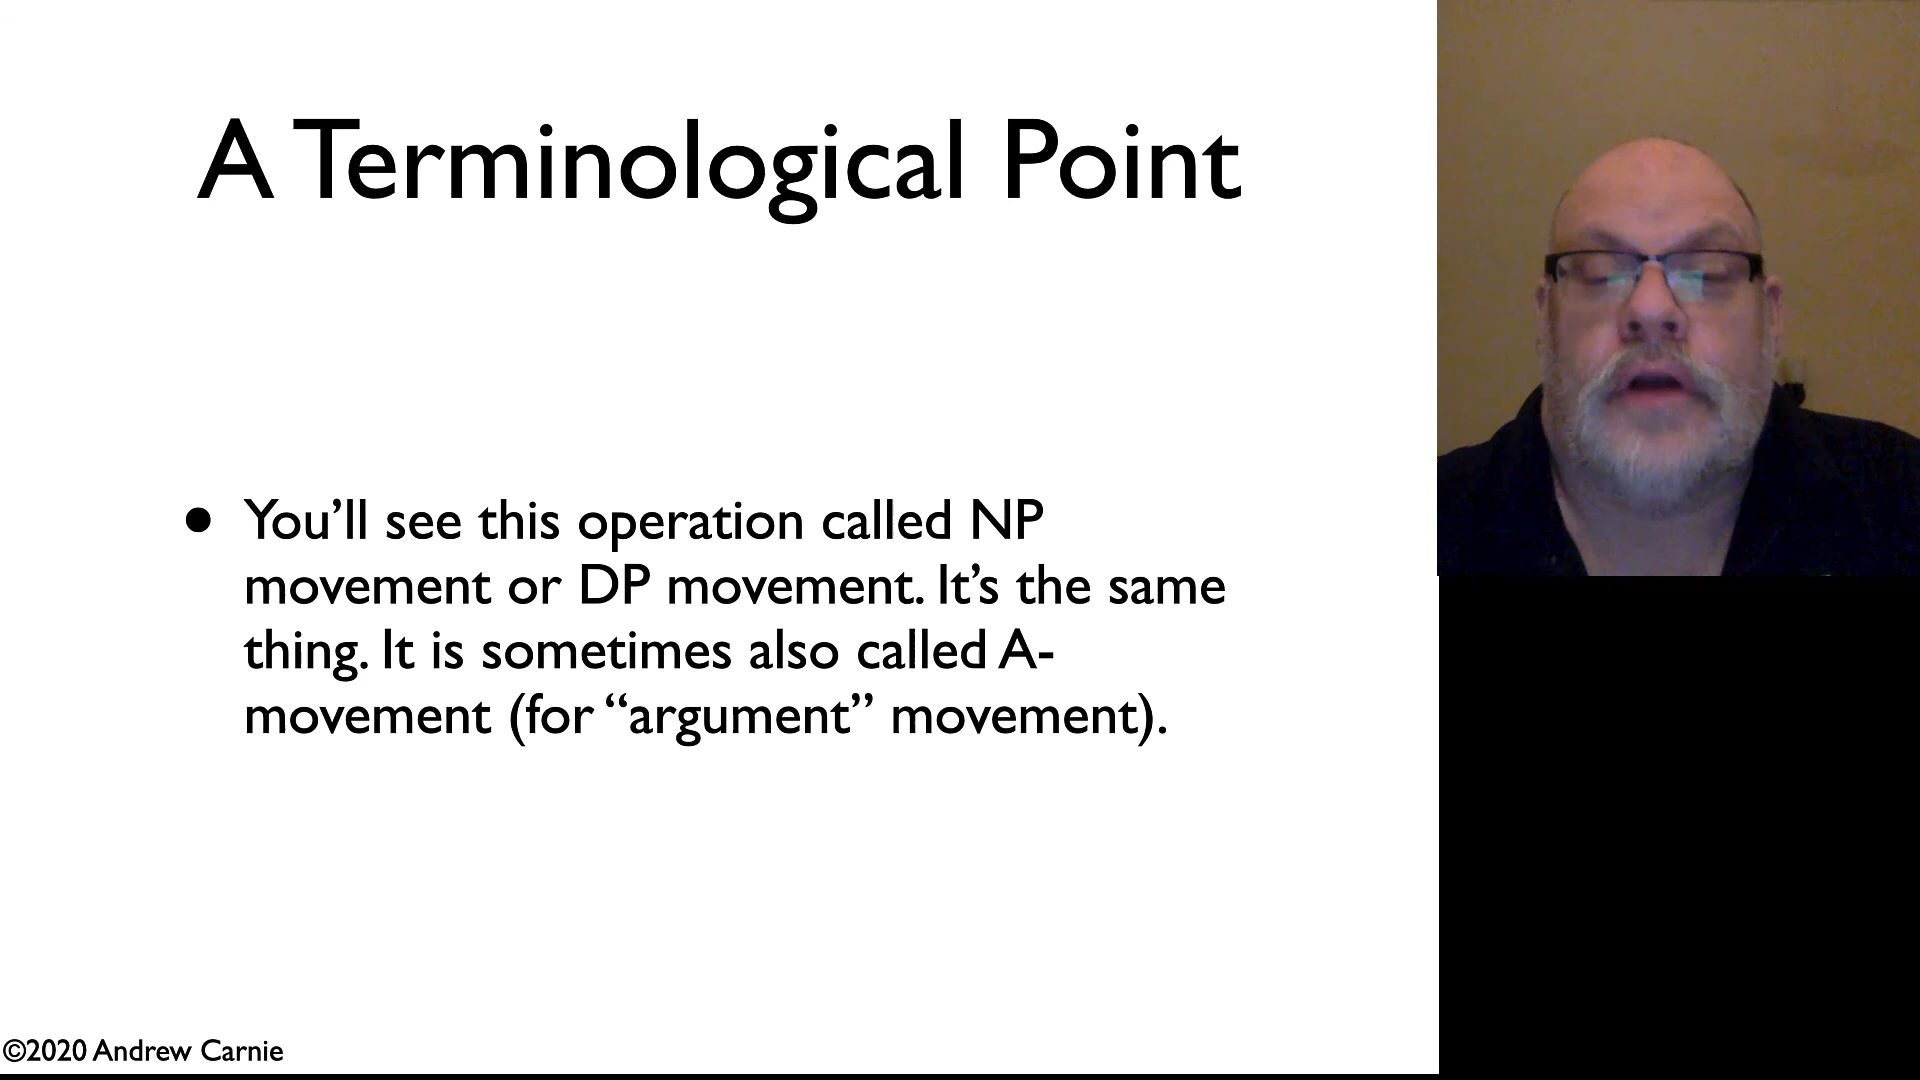 A Terminological Point
• You’ll see this operation called NP
movement or DP movement. It’s the same
thing. It is sometimes also called A-
movement (for “argument” movement).
©2020 Andrew Carnie